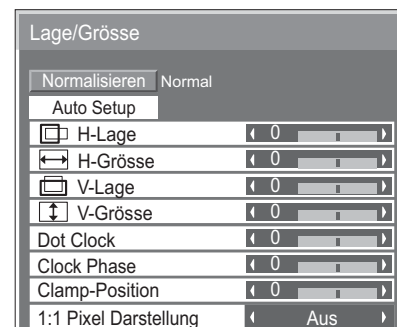 Lage/Grösse
Normalisieren Normal
Auto Setup
H-Lage 0
H-Grösse 0
V-Lage 0
V-Grösse 0
Dot Clock 0
Clock Phase 0
Clamp-Position 0
1:1 Pixel Darstellung Aus